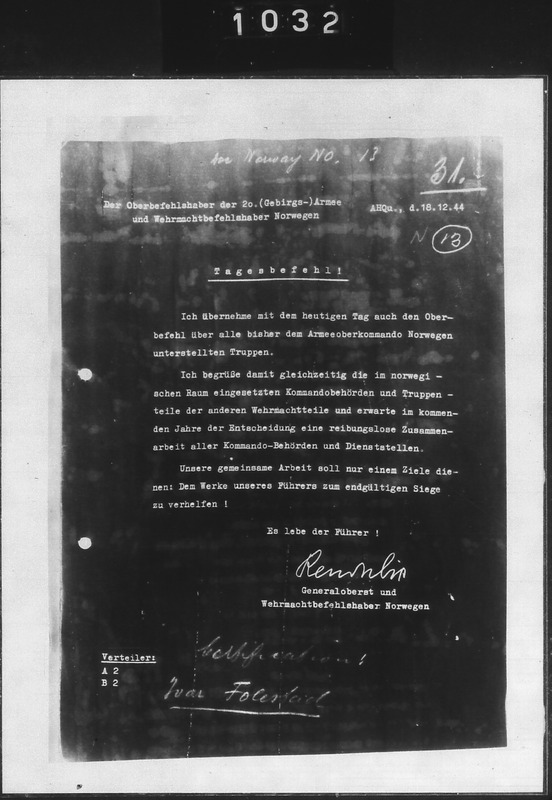 1032
for Norway NO. 13
31.-
Der Oberbefehlshaber der 2o.(Gebirgs-)Armee
und Wehrmachtbefehlshaber Norwegen
AHQu., d.18.12.44
N 13
Tagesbefehl!
Ich übernehme mit dem heutigen Tag auch den Ober-
befehl über alle bisher dem Armeeoberkommando Norwegen
unterstellten Truppen.
Ich begrüße damit gleichzeitig die im norwegi -
schen Raum eingesetzten Kommandobehörden und Truppen -
teile der anderen Wehrmachtteile und erwarte im kommen-
den Jahre der Entscheidung eine reibungslose Zusammen-
arbeit aller Kommando-Behörden und Dienststellen.
Unsere gemeinsame Arbeit soll nur einem Ziele die-
nen: Dem Werke unseres Führers zum endgültigen Siege
zu verhelfen !
Es lebe der Führer !
Generaloberst und
Wehrmachtbefehlshaber Norwegen
Verteiler:
A 2
B 2
Certification!
Ivar